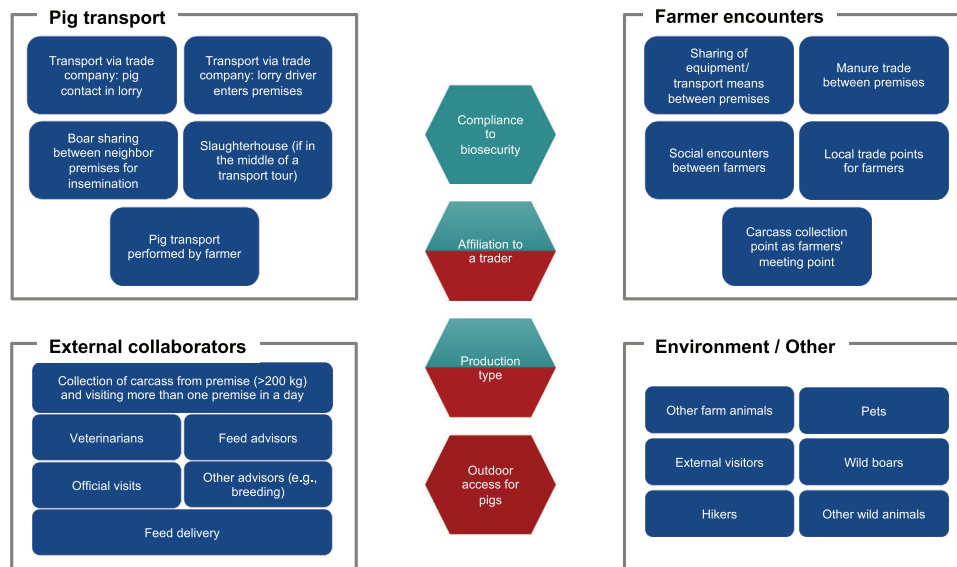 Pig transport
Transport via trade
company: pig
contact in lorry
Transport via trade
company: lorry driver
enters premises
Boar sharing
between neighbor
premises for
insemination
Slaughterhouse (if in
the middle of a
transport tour)
Pig transport
performed by farmer
External collaborators
Collection of carcass from premise (>200 kg)
and visiting more than one premise in a day
Veterinarians
Feed advisors
Official visits
Other advisors (e.g.,
breeding)
Feed delivery
Compliance
to
biosecurity
Affiliation to
a trader
Production
type
Outdoor
access for
pigs
Farmer encounters
Sharing of
equipment/
transport means
between premises
Manure trade
between premises
Social encounters
between farmers
Local trade points
for farmers
Carcass collection
point as farmers'
meeting point
Environment / Other
Other farm animals
Pets
External visitors
Wild boars
Hikers
Other wild animals